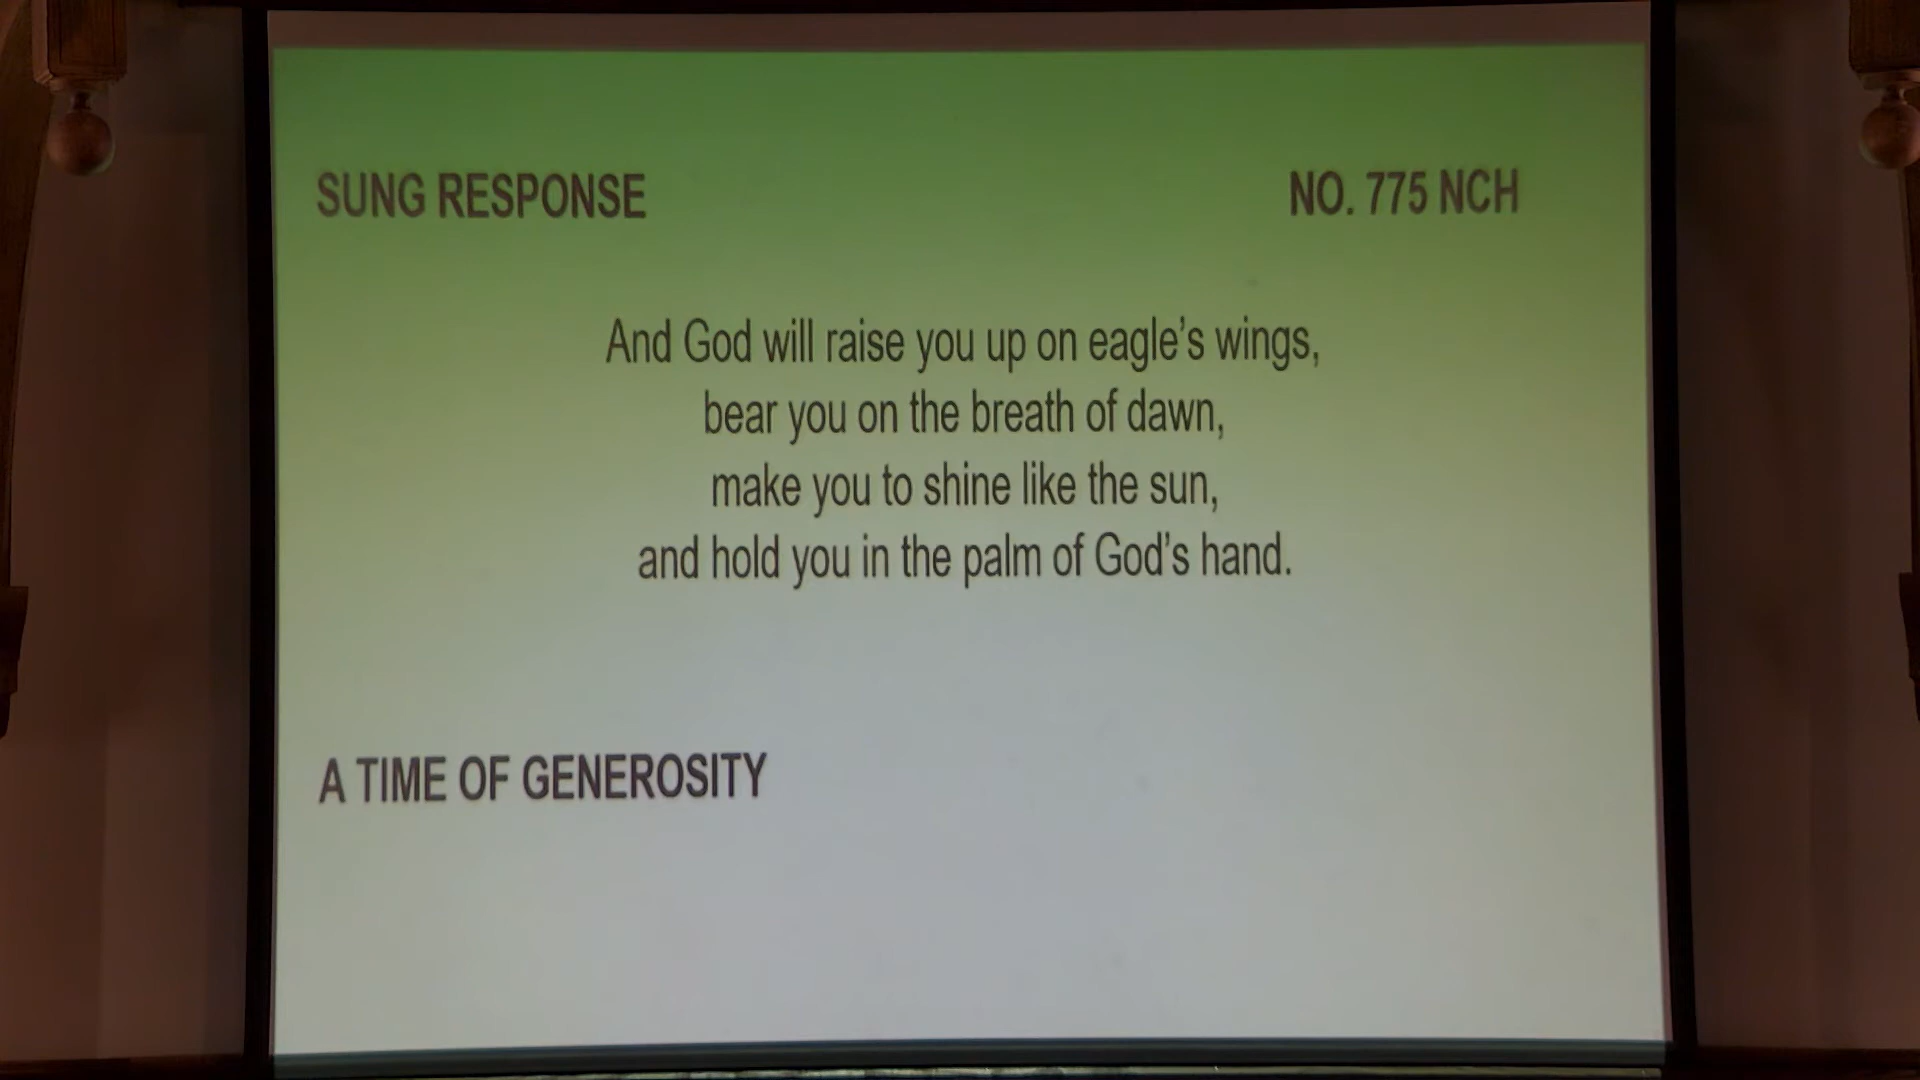 SUNG RESPONSE NO. 775 NCH
And God will raise you up on eagle's wings,
bear you on the breath of dawn,
make you to shine like the sun,
and hold you in the palm of God's hand.
A TIME OF GENEROSITY